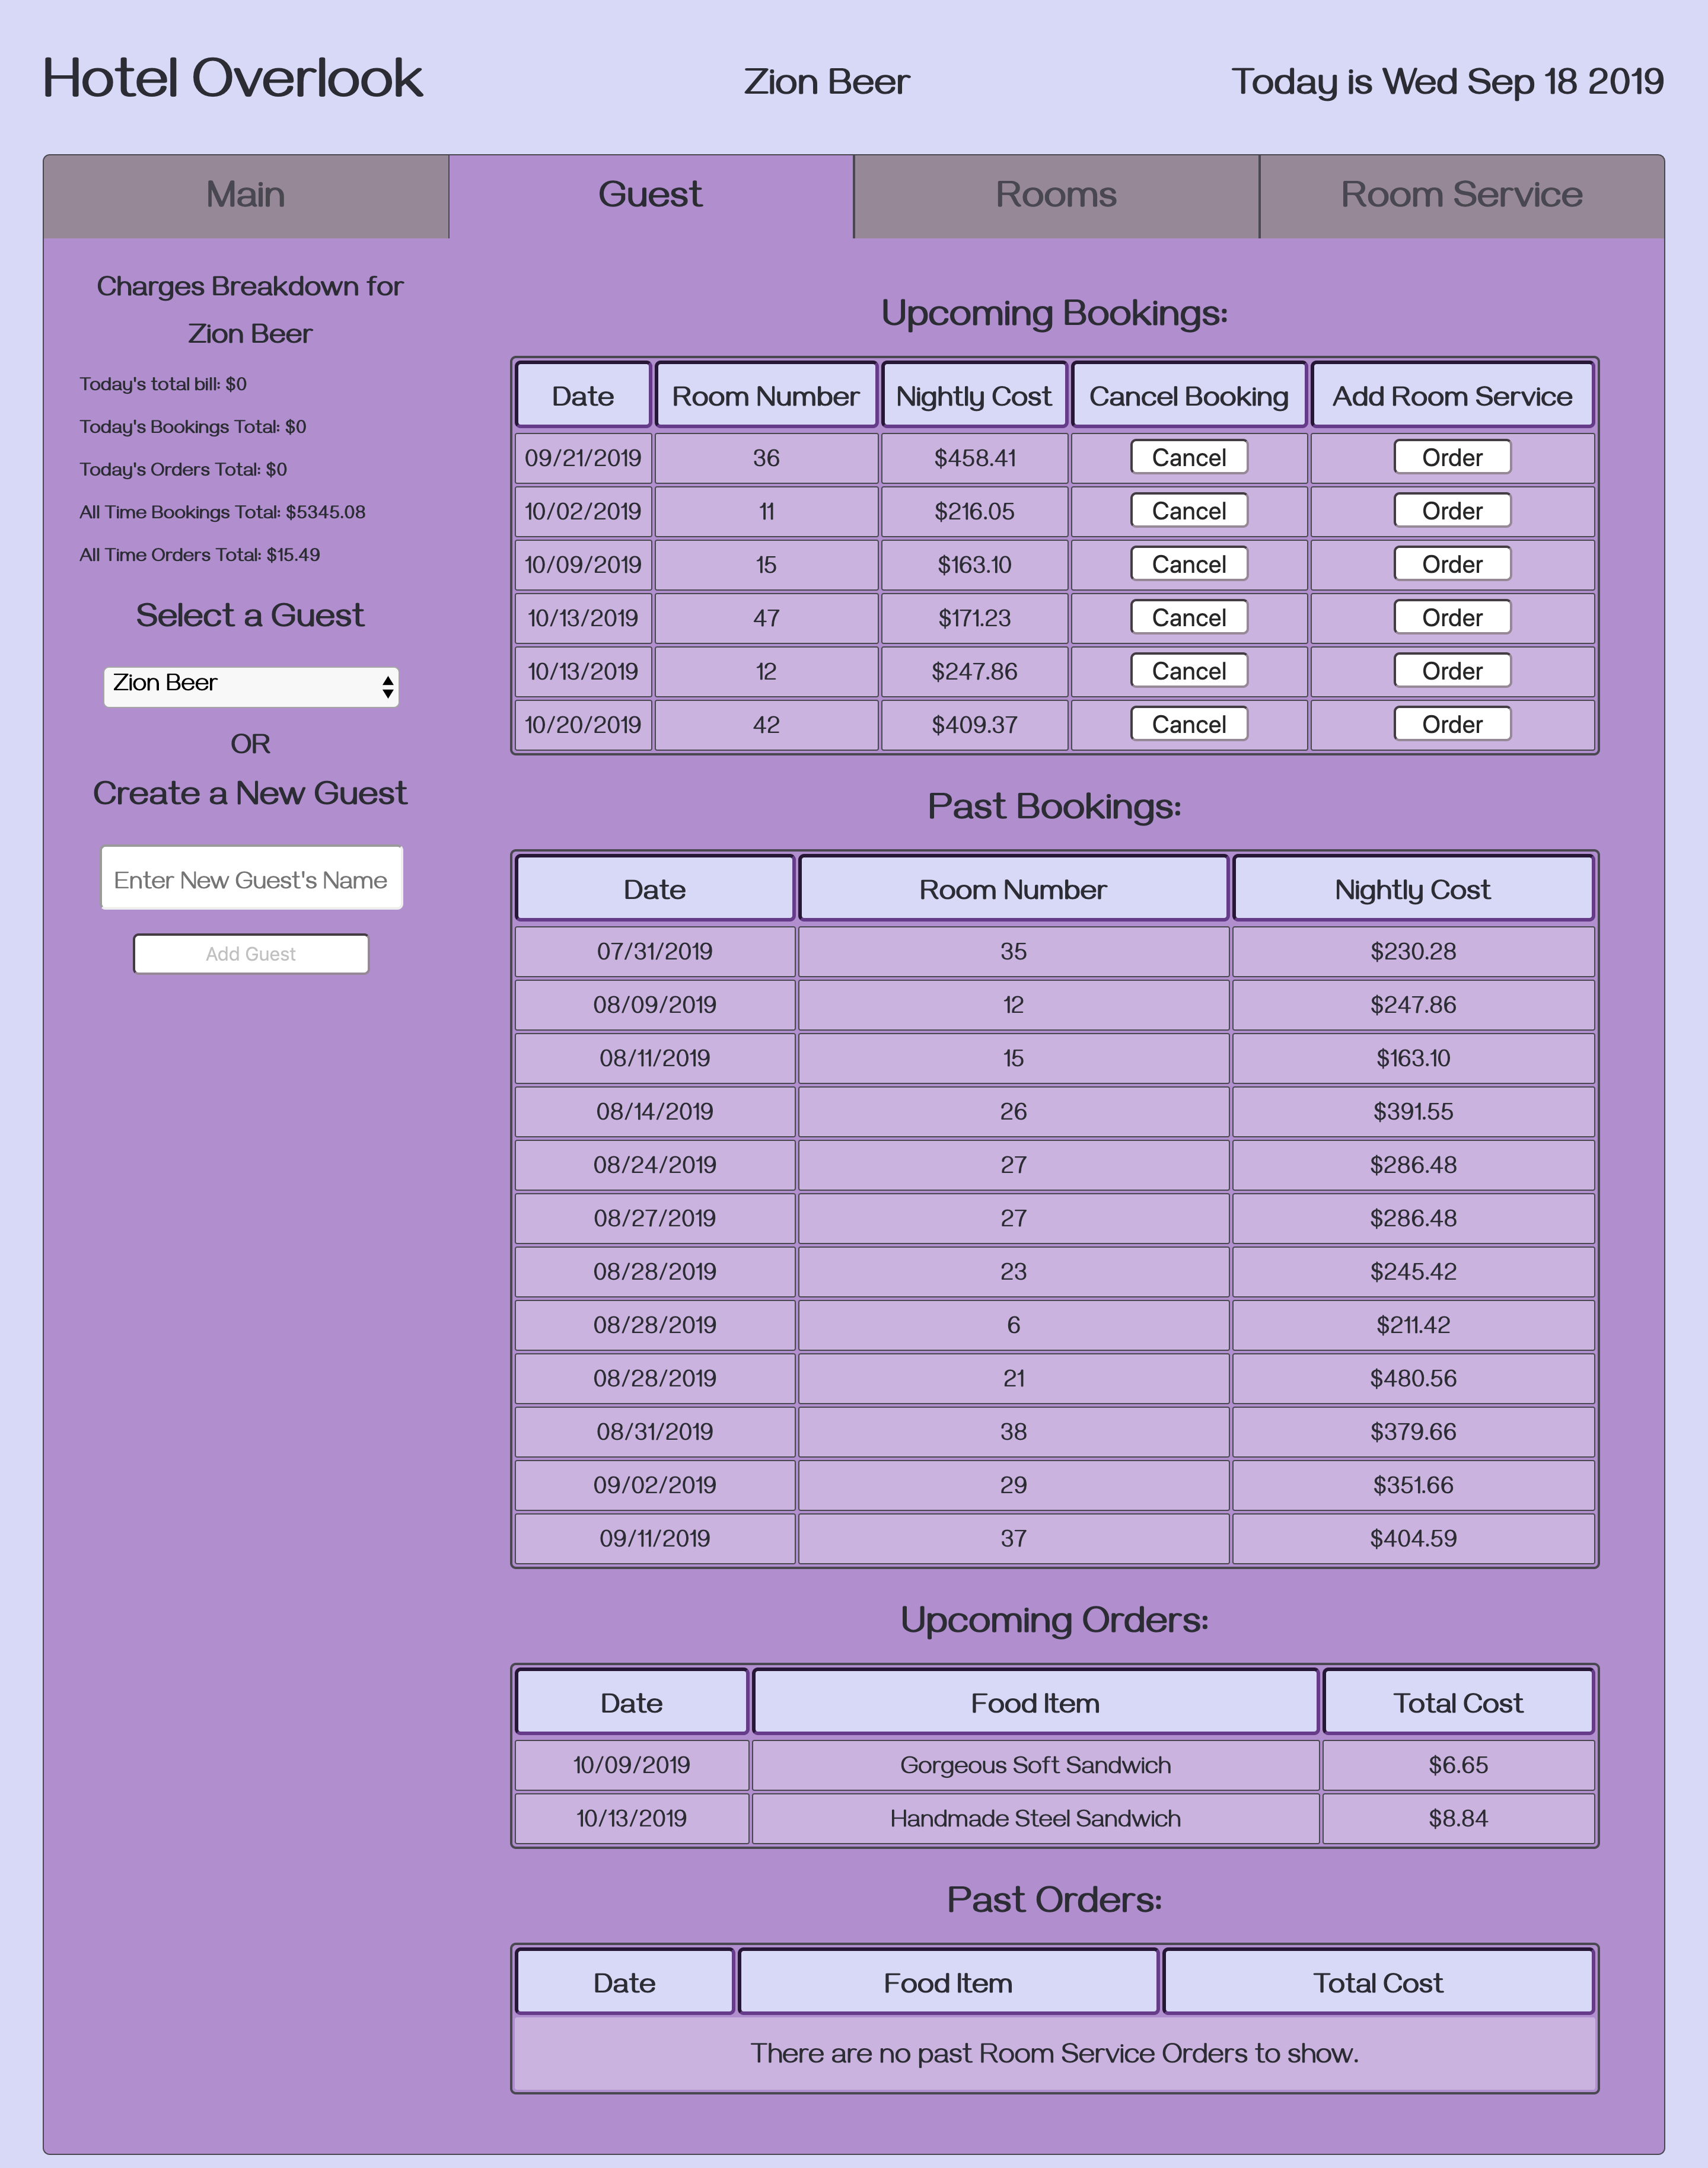 Hotel Overlook
Zion Beer
Today is Wed Sep 18 2019
Main
Guest
Rooms
Room Service
Charges Breakdown for
Zion Beer
Today's total bill: $0
Today's Bookings Total: $0
Today's Orders Total: $0
All Time Bookings Total: $5345.08
All Time Orders Total: $15.49
Select a Guest
Zion Beer
OR
Create a New Guest
Enter New Guest's Name
Add Guest
Upcoming Bookings:
Date Room Number Nightly Cost Cancel Booking Add Room Service
09/21/2019 36 $458.41 Cancel Order
10/02/2019 11 $216.05 Cancel Order
10/09/2019 15 $163.10 Cancel Order
10/13/2019 47 $171.23 Cancel Order
10/13/2019 12 $247.86 Cancel Order
10/20/2019 42 $409.37 Cancel Order
Past Bookings:
Date Room Number Nightly Cost
07/31/2019 35 $230.28
08/09/2019 12 $247.86
08/11/2019 15 $163.10
08/14/2019 26 $391.55
08/24/2019 27 $286.48
08/27/2019 27 $286.48
08/28/2019 23 $245.42
08/28/2019 6 $211.42
08/28/2019 21 $480.56
08/31/2019 38 $379.66
09/02/2019 29 $351.66
09/11/2019 37 $404.59
Upcoming Orders:
Date Food Item Total Cost
10/09/2019 Gorgeous Soft Sandwich $6.65
10/13/2019 Handmade Steel Sandwich $8.84
Past Orders:
Date Food Item Total Cost
There are no past Room Service Orders to show.